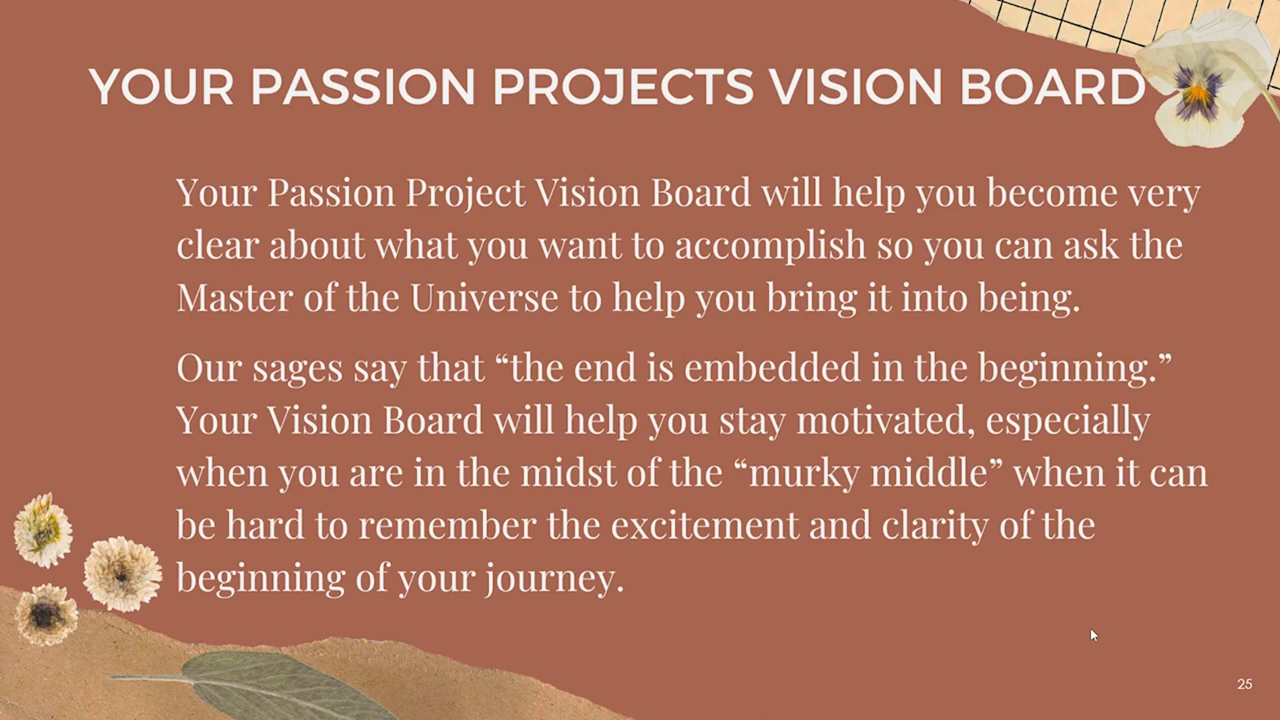 YOUR PASSION PROJECTS VISION BOARD
Your Passion Project Vision Board will help you become very
clear about what you want to accomplish so you can ask the
Master of the Universe to help you bring it into being.
Our sages say that “the end is embedded in the beginning.”
Your Vision Board will help you stay motivated, especially
when you are in the midst of the “murky middle” when it can
be hard to remember the excitement and clarity of the
beginning of your journey.
25